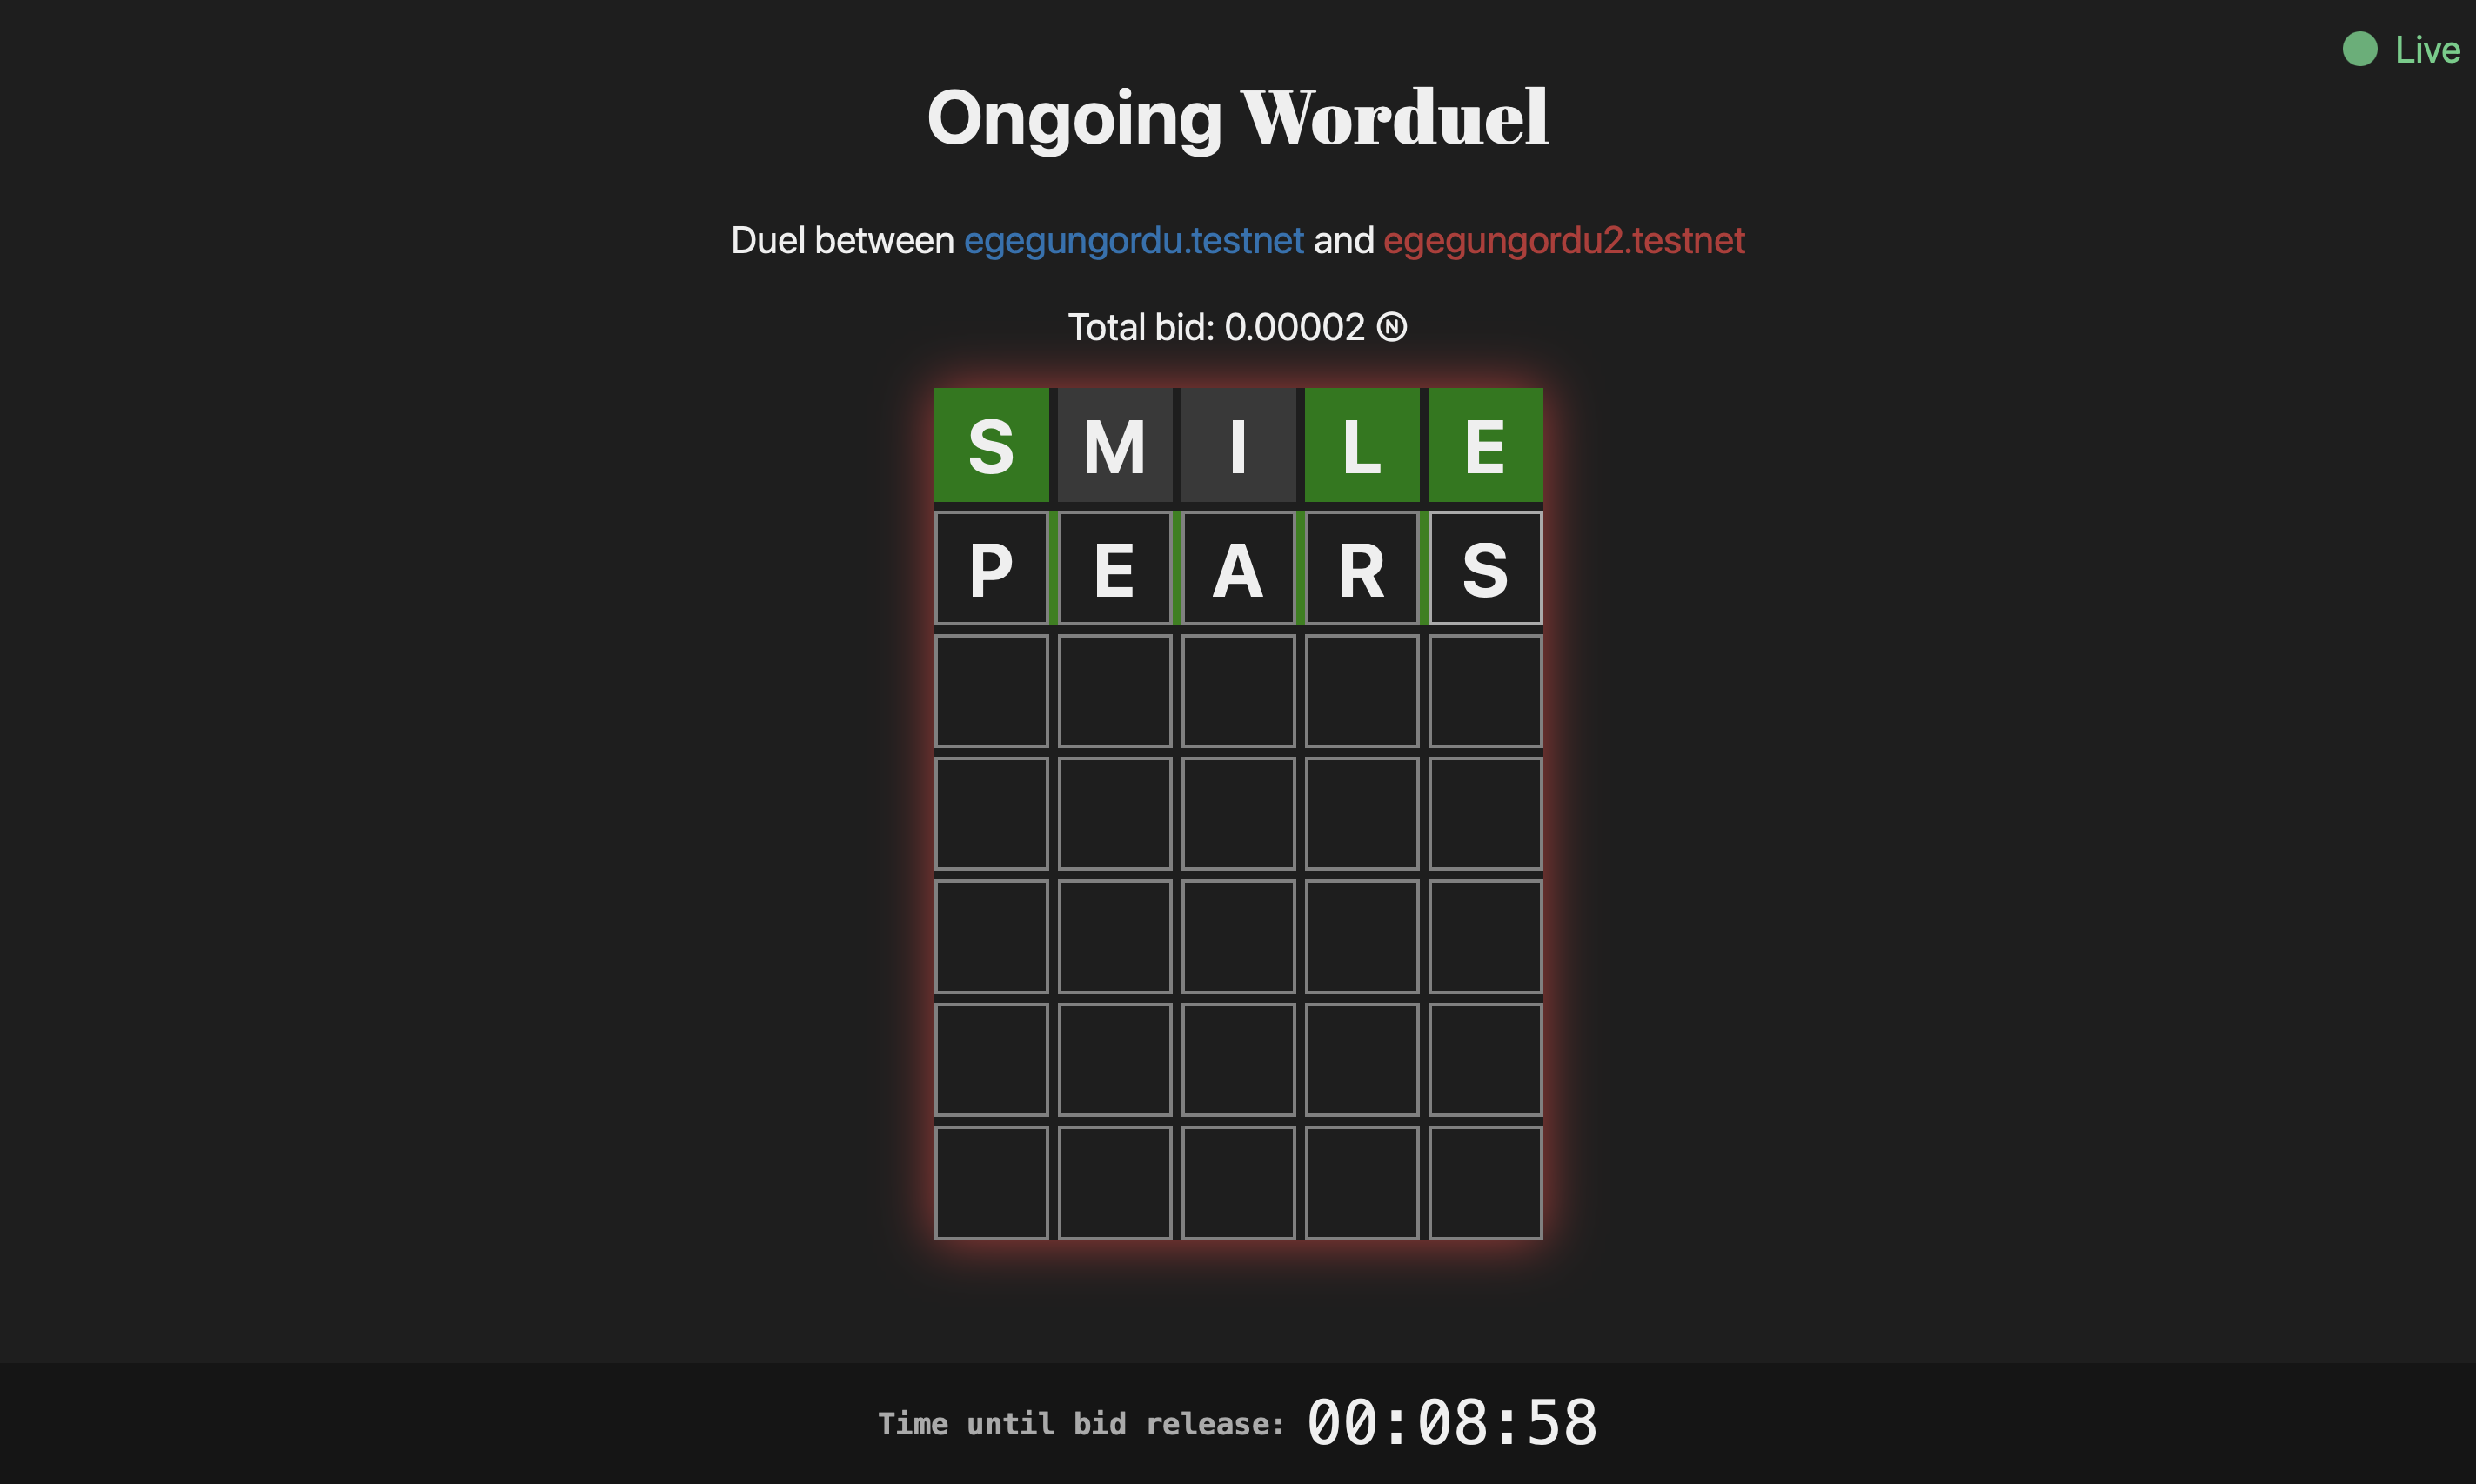 Live
Ongoing Worduel
Duel between egegungordu.testnet and egegungordu2.testnet
Total bid: 0.00002 Ⓝ
S M I L E
P E A R S
Time until bid release: 00:08:58